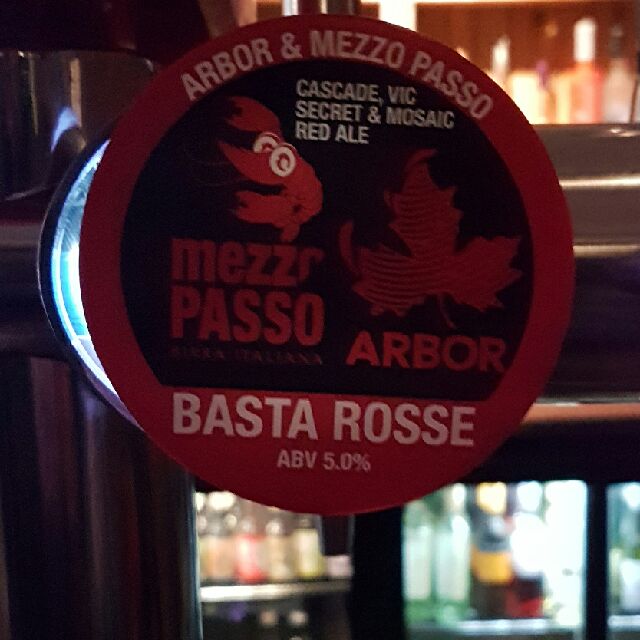 ARBOR & MEZZO PASSO
CASCADE, VIC
SECRET & MOSAIC
RED ALE
mezzo
PASSO
BIRRA ITALIANA
ARBOR
BASTA ROSSE
ABV 5.0%